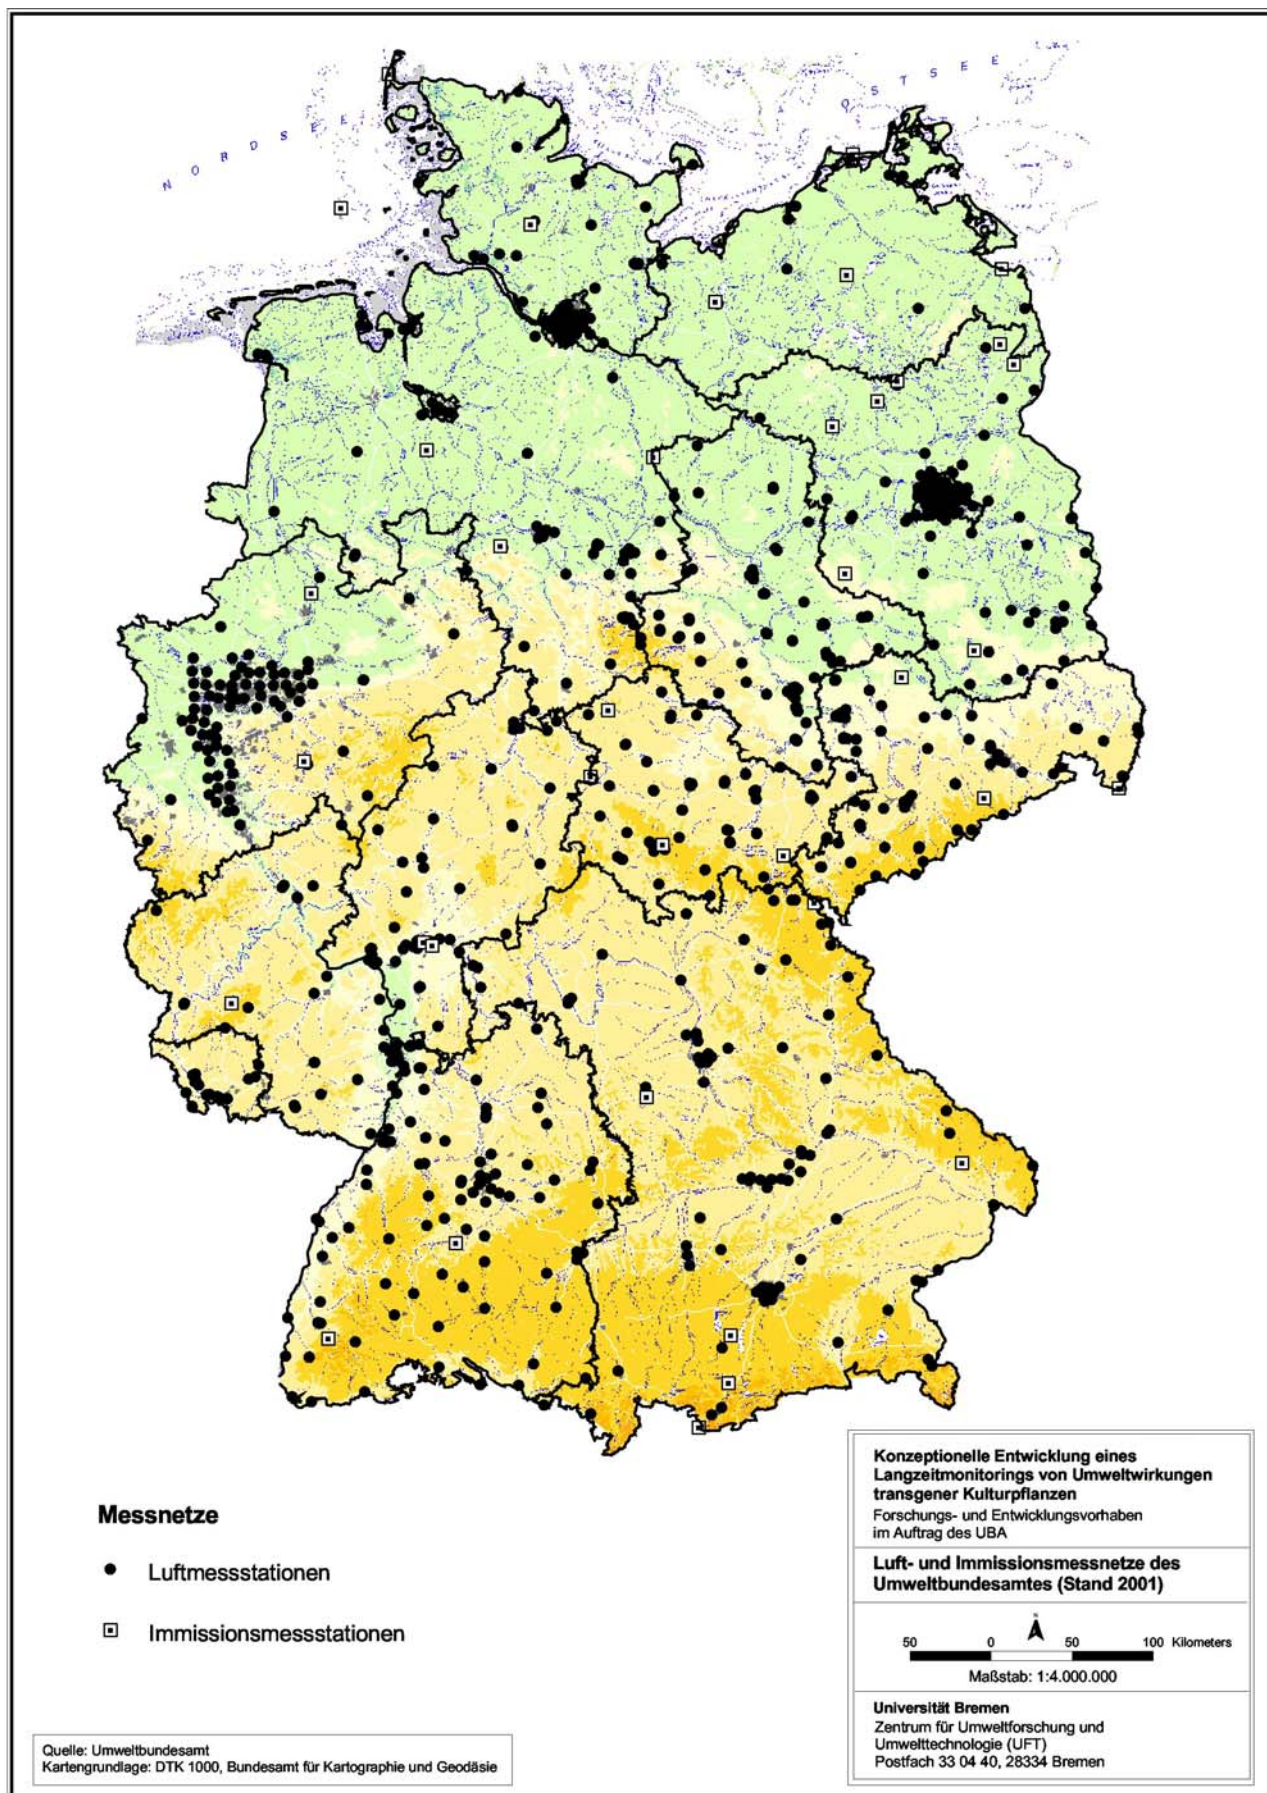 NORDSEE
OSTSEE
Messnetze
Luftmessstationen
Immissionsmessstationen
Konzeptionelle Entwicklung eines
Langzeitmonitorings von Umweltwirkungen
transgener Kulturpflanzen
Forschungs- und Entwicklungsvorhaben
im Auftrag des UBA
Luft- und Immissionsmessnetze des
Umweltbundesamtes (Stand 2001)
N
50 0 50 100 Kilometers
Maßstab: 1:4.000.000
Universität Bremen
Zentrum für Umweltforschung und
Umwelttechnologie (UFT)
Postfach 33 04 40, 28334 Bremen
Quelle: Umweltbundesamt
Kartengrundlage: DTK 1000, Bundesamt für Kartographie und Geodäsie